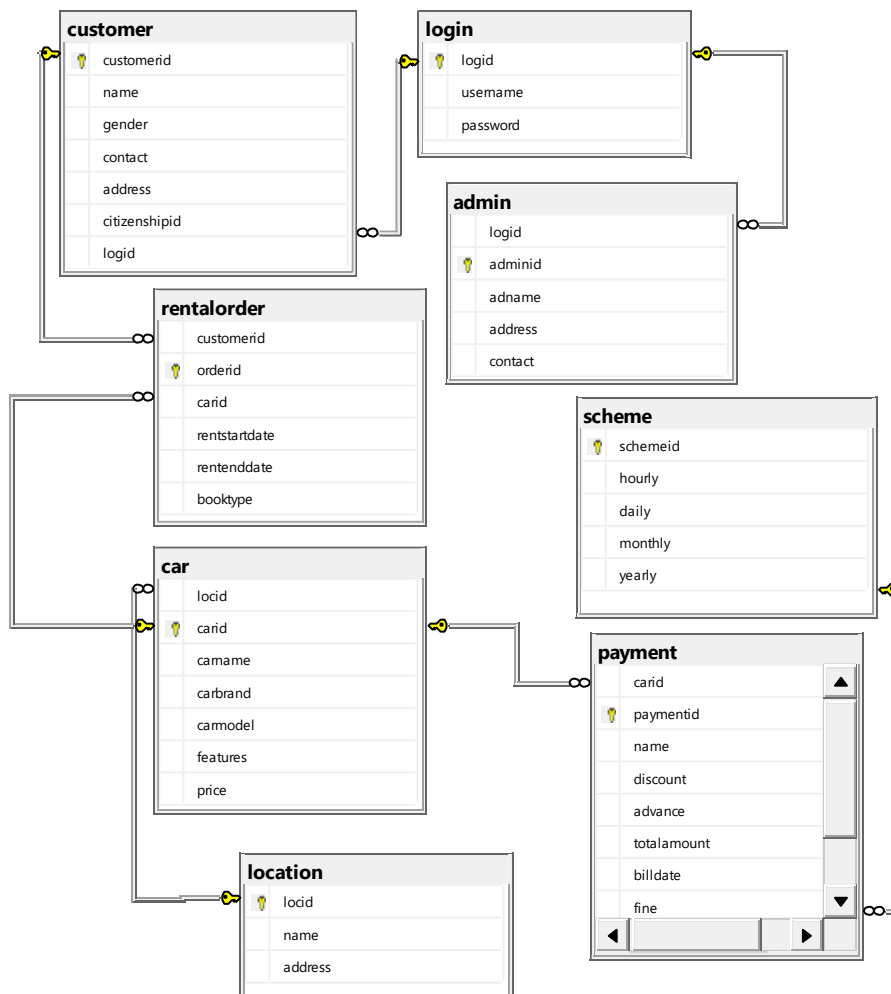 customer
customerid
name
gender
contact
address
citizenshipid
logid
login
logid
username
password
admin
logid
adminid
adname
address
contact
rentalorder
customerid
orderid
carid
rentstartdate
rentenddate
booktype
scheme
schemeid
hourly
daily
monthly
yearly
car
locid
carid
carname
carbrand
carmodel
features
price
payment
carid
paymentid
name
discount
advance
totalamount
billdate
fine
location
locid
name
address